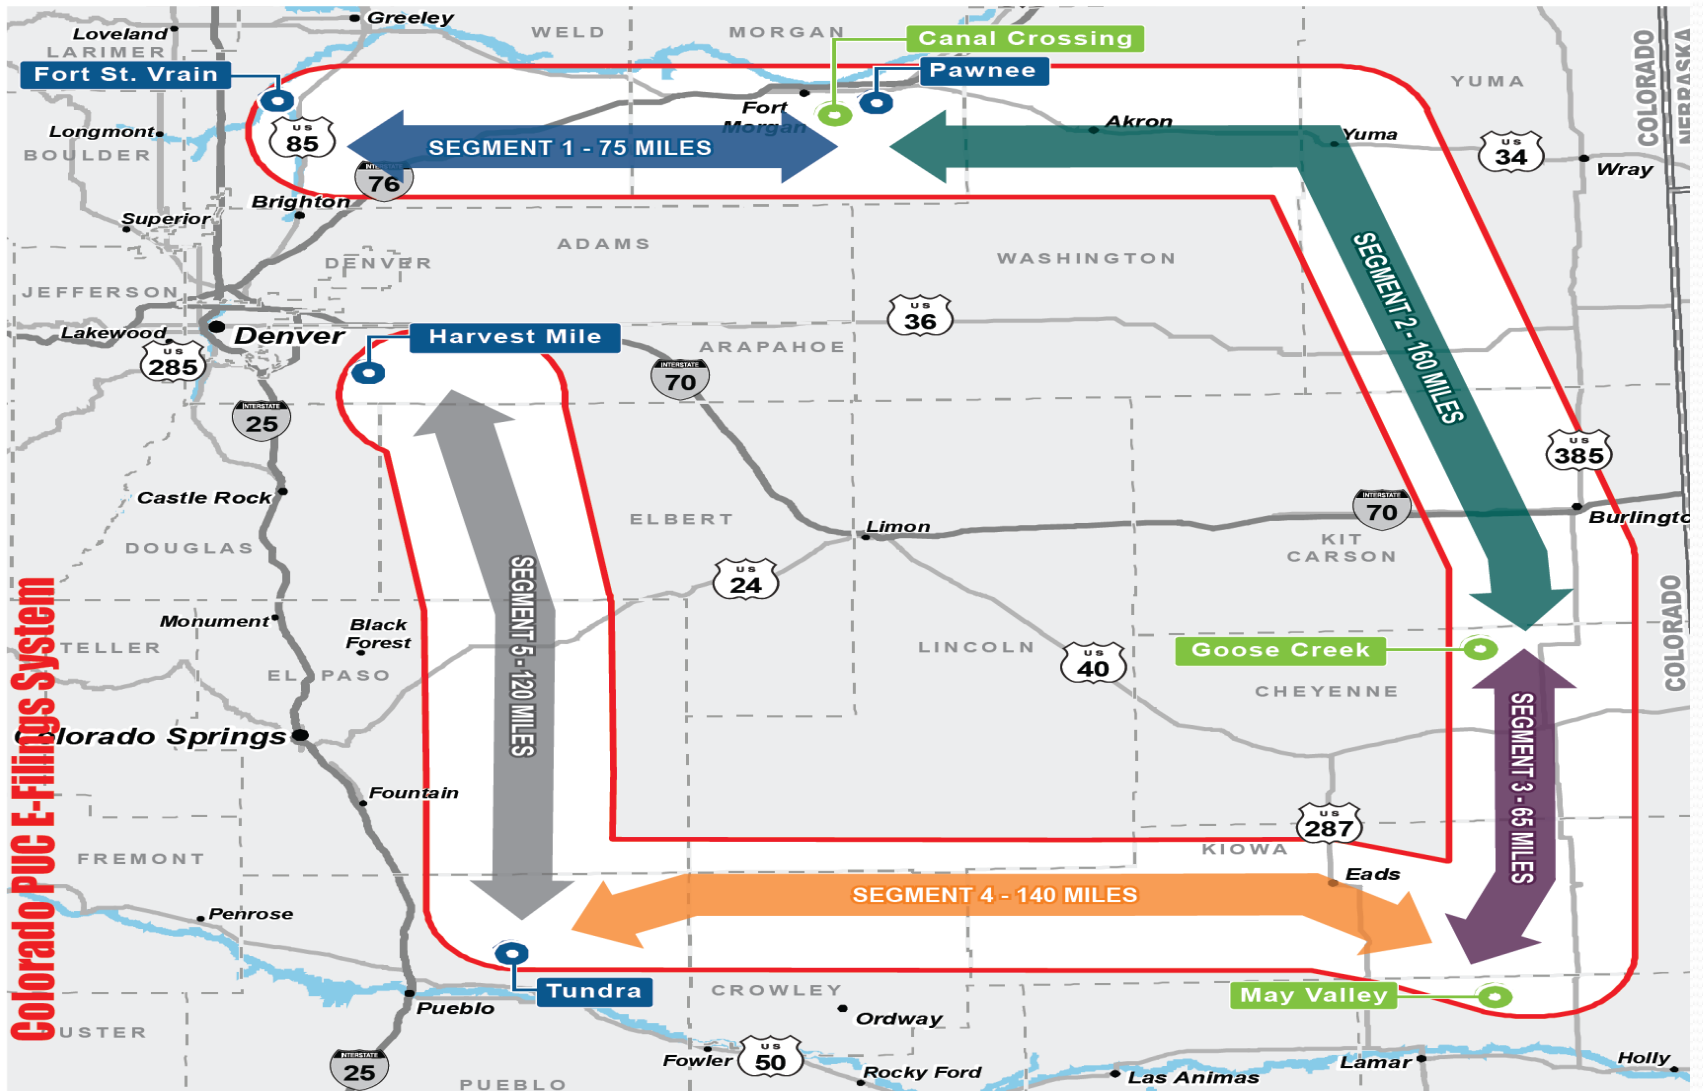 Greeley
Loveland
LARIMER
WELD
MORGAN
Canal Crossing
Fort St. Vrain
Pawnee
YUMA
COLORADO
NEBRASKA
Fort
Morgan
Longmont
BOULDER
US
85
SEGMENT 1 - 75 MILES
INTERSTATE
76
Akron
Yuma
US
34
Wray
Brighton
Superior
ADAMS
DENVER
WASHINGTON
JEFFERSON
SEGMENT 2 - 160 MILES
US
36
Lakewood
Denver
Harvest Mile
ARAPAHOE
US
285
INTERSTATE
70
INTERSTATE
25
US
385
Castle Rock
ELBERT
Limon
INTERSTATE
70
Burlingto
DOUGLAS
KIT
CARSON
US
24
SEGMENT 5 - 120 MILES
Colorado PUC E-Filings System
COLORADO
Monument
Black
Forest
TELLER
EL PASO
LINCOLN
US
40
Goose Creek
CHEYENNE
SEGMENT 3 - 65 MILES
Colorado Springs
Fountain
US
287
KIOWA
FREMONT
Eads
SEGMENT 4 - 140 MILES
Penrose
Tundra
CROWLEY
May Valley
Pueblo
Ordway
USTER
INTERSTATE
25
Fowler
US
50
Rocky Ford
PUEBLO
Las Animas
Lamar
Holly